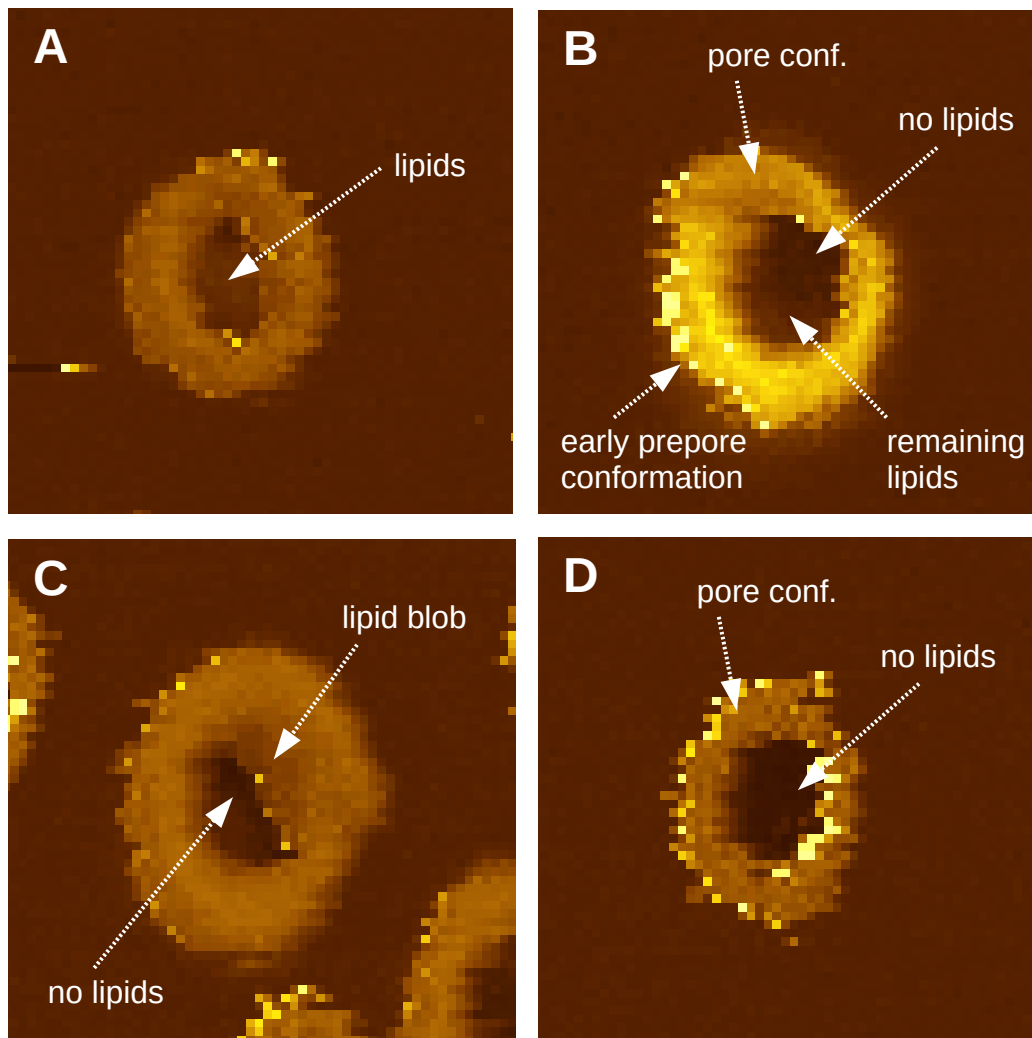 A
lipids
B
pore conf.
no lipids
early prepore
conformation
remaining
lipids
C
lipid blob
no lipids
D
pore conf.
no lipids